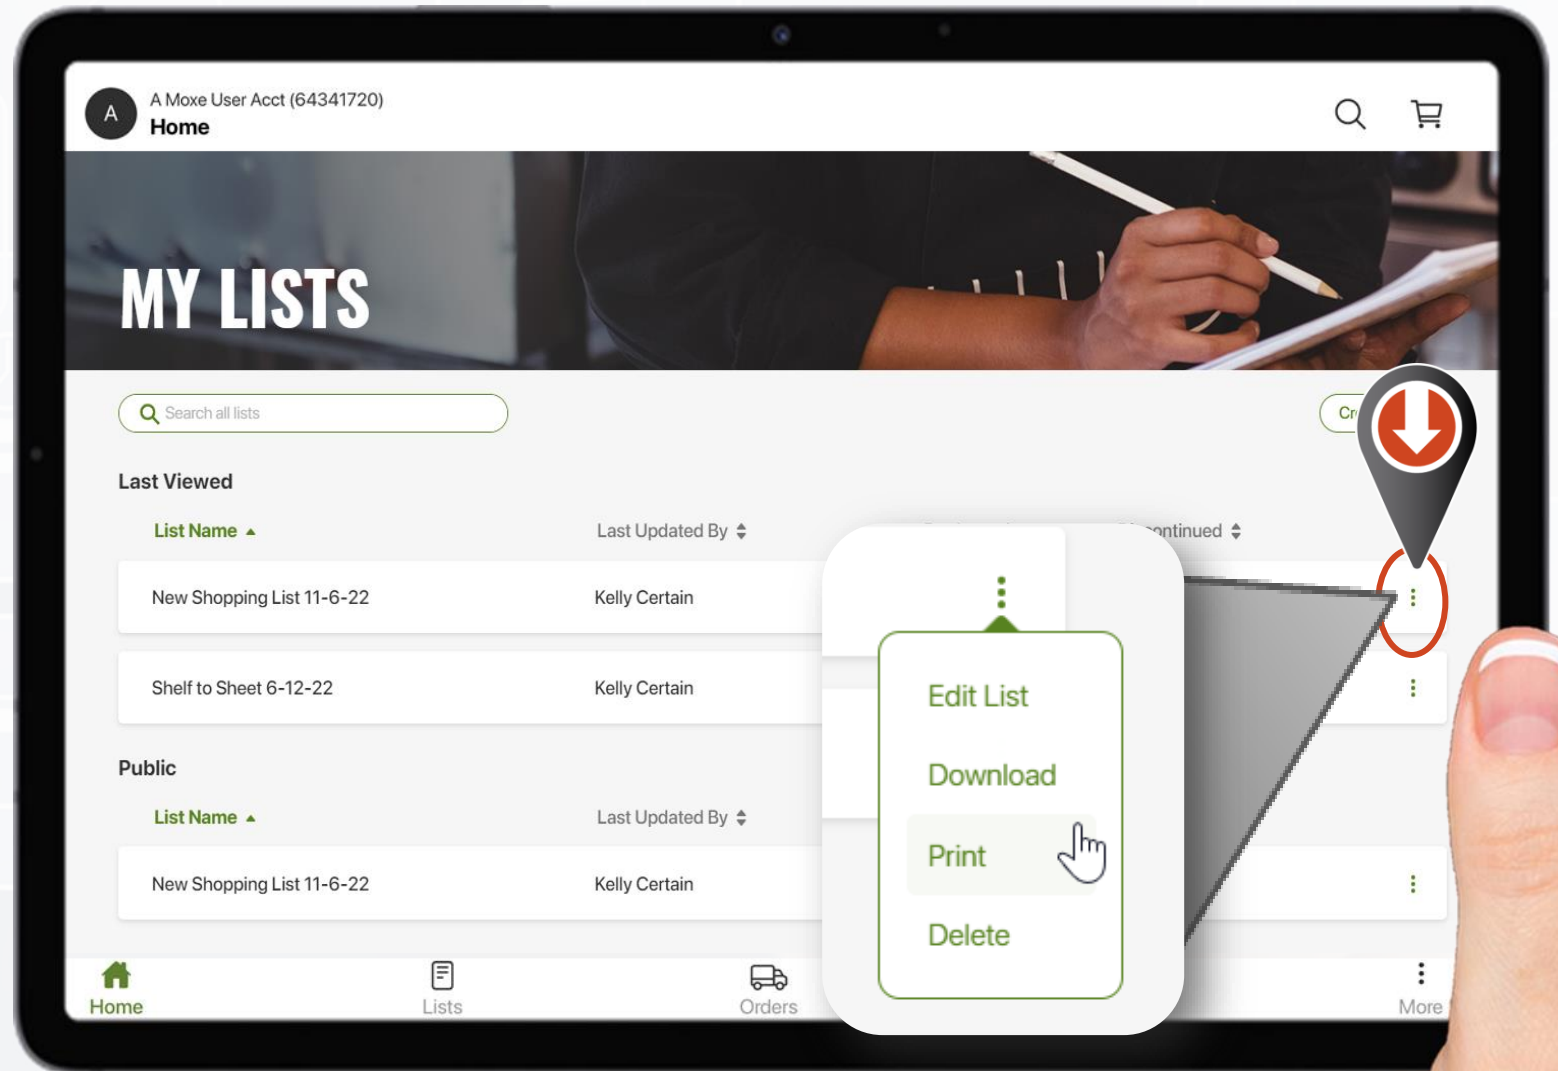 A
A Moxe User Acct (64341720)
Home
MY LISTS
Search all lists
Last Viewed
List Name
Last Updated By
New Shopping List 11-6-22
Kelly Certain
Shelf to Sheet 6-12-22
Kelly Certain
Public
List Name
Last Updated By
New Shopping List 11-6-22
Kelly Certain
Edit List
Download
Print
Delete
Home
Lists
Orders
More